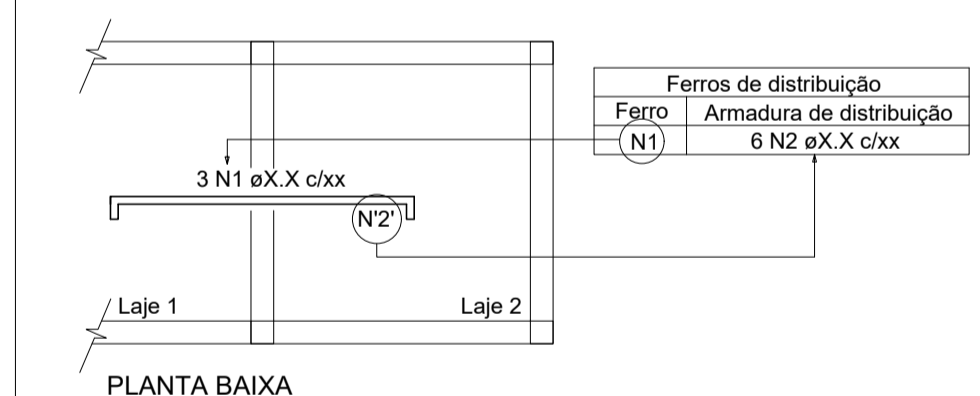 Ferros de distribuição
Ferro Armadura de distribuição
N1 6 N2 øX.X c/xx
3 N1 øX.X c/xx
N'2'
Laje 1 Laje 2
PLANTA BAIXA